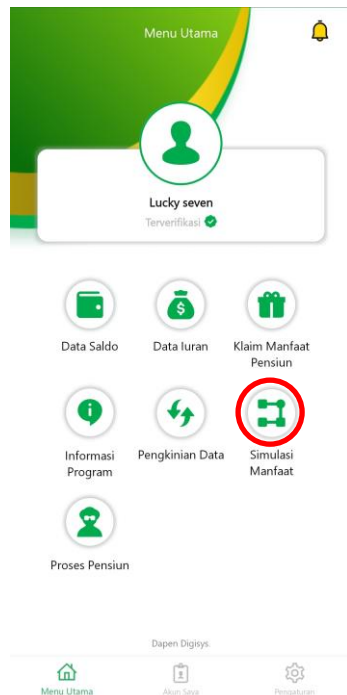 Menu Utama
Lucky seven
Terverifikasi
Data Saldo
Data Iuran
Klaim Manfaat
Pensiun
Informasi
Program
Pengkinian Data
Simulasi
Manfaat
Proses Pensiun
Dapen Digisys
Menu Utama
Akun Saya
Pengaturan